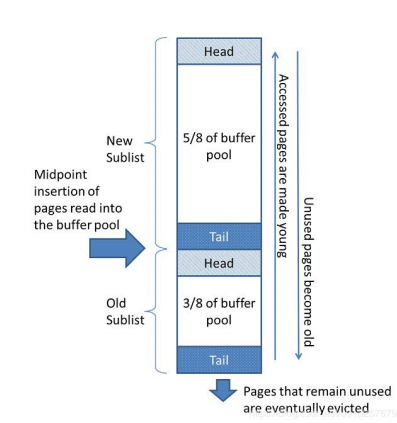 Head
5/8 of buffer
pool
New
Sublist
Midpoint
insertion of
pages read into
the buffer pool
Tail
Head
Old
Sublist
3/8 of buffer
pool
Tail
Accessed pages are made young
Unused pages become old
Pages that remain unused
are eventually evicted